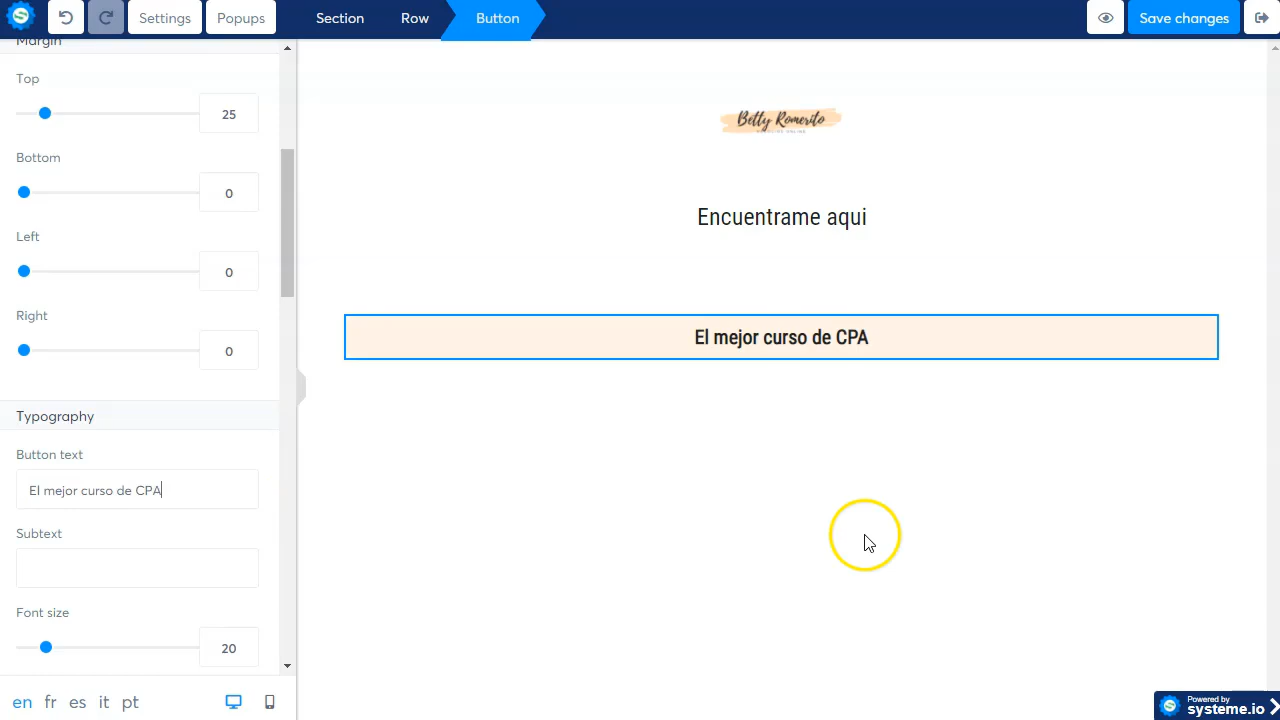 Settings
Popups
Section
Row
Button
Save changes
Margin
Top
25
Bottom
0
Left
0
Right
0
Typography
Button text
El mejor curso de CPA
Subtext
Font size
20
en fr es it pt
Betty Romerito
Encuentrame aqui
El mejor curso de CPA
Powered by
systeme.io